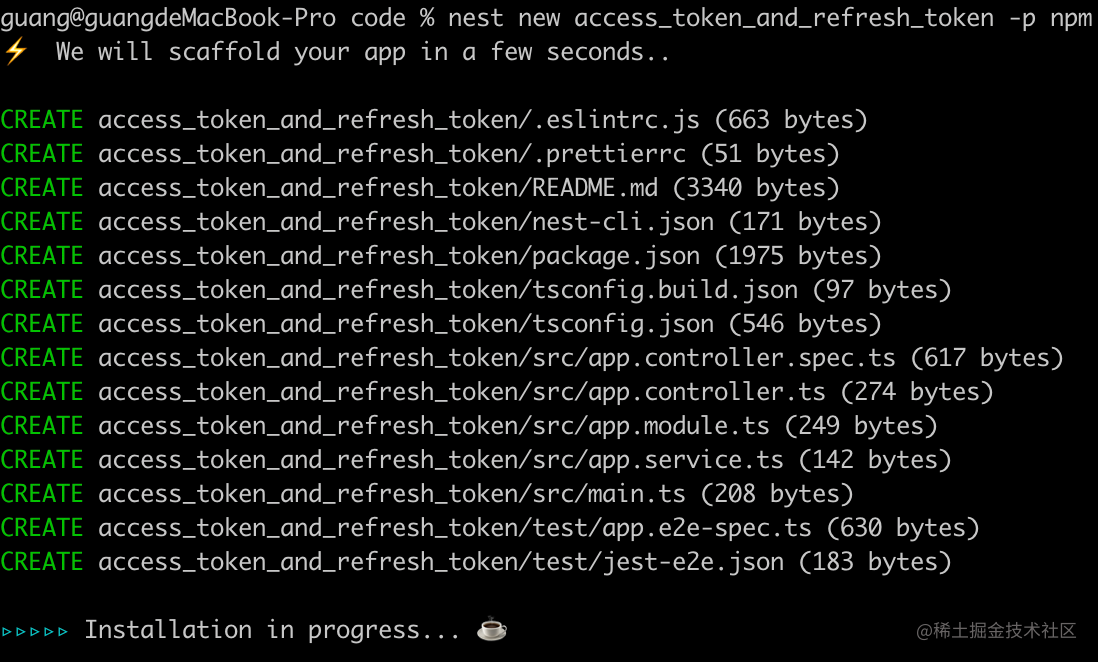 guang@guangdeMacBook-Pro code % nest new access_token_and_refresh_token -p npm
⚡ We will scaffold your app in a few seconds..
CREATE access_token_and_refresh_token/.eslintrc.js (663 bytes)
CREATE access_token_and_refresh_token/.prettierrc (51 bytes)
CREATE access_token_and_refresh_token/README.md (3340 bytes)
CREATE access_token_and_refresh_token/nest-cli.json (171 bytes)
CREATE access_token_and_refresh_token/package.json (1975 bytes)
CREATE access_token_and_refresh_token/tsconfig.build.json (97 bytes)
CREATE access_token_and_refresh_token/tsconfig.json (546 bytes)
CREATE access_token_and_refresh_token/src/app.controller.spec.ts (617 bytes)
CREATE access_token_and_refresh_token/src/app.controller.ts (274 bytes)
CREATE access_token_and_refresh_token/src/app.module.ts (249 bytes)
CREATE access_token_and_refresh_token/src/app.service.ts (142 bytes)
CREATE access_token_and_refresh_token/src/main.ts (208 bytes)
CREATE access_token_and_refresh_token/test/app.e2e-spec.ts (630 bytes)
CREATE access_token_and_refresh_token/test/jest-e2e.json (183 bytes)
▹▹▹▹▹ Installation in progress... ☕
@稀土掘金技术社区